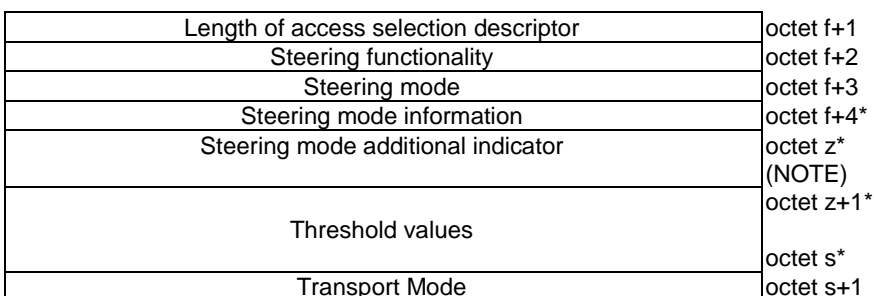 Length of access selection descriptor octet f+1
Steering functionality octet f+2
Steering mode octet f+3
Steering mode information octet f+4*
Steering mode additional indicator octet z*
(NOTE)
octet z+1*
Threshold values
octet s*
Transport Mode octet s+1